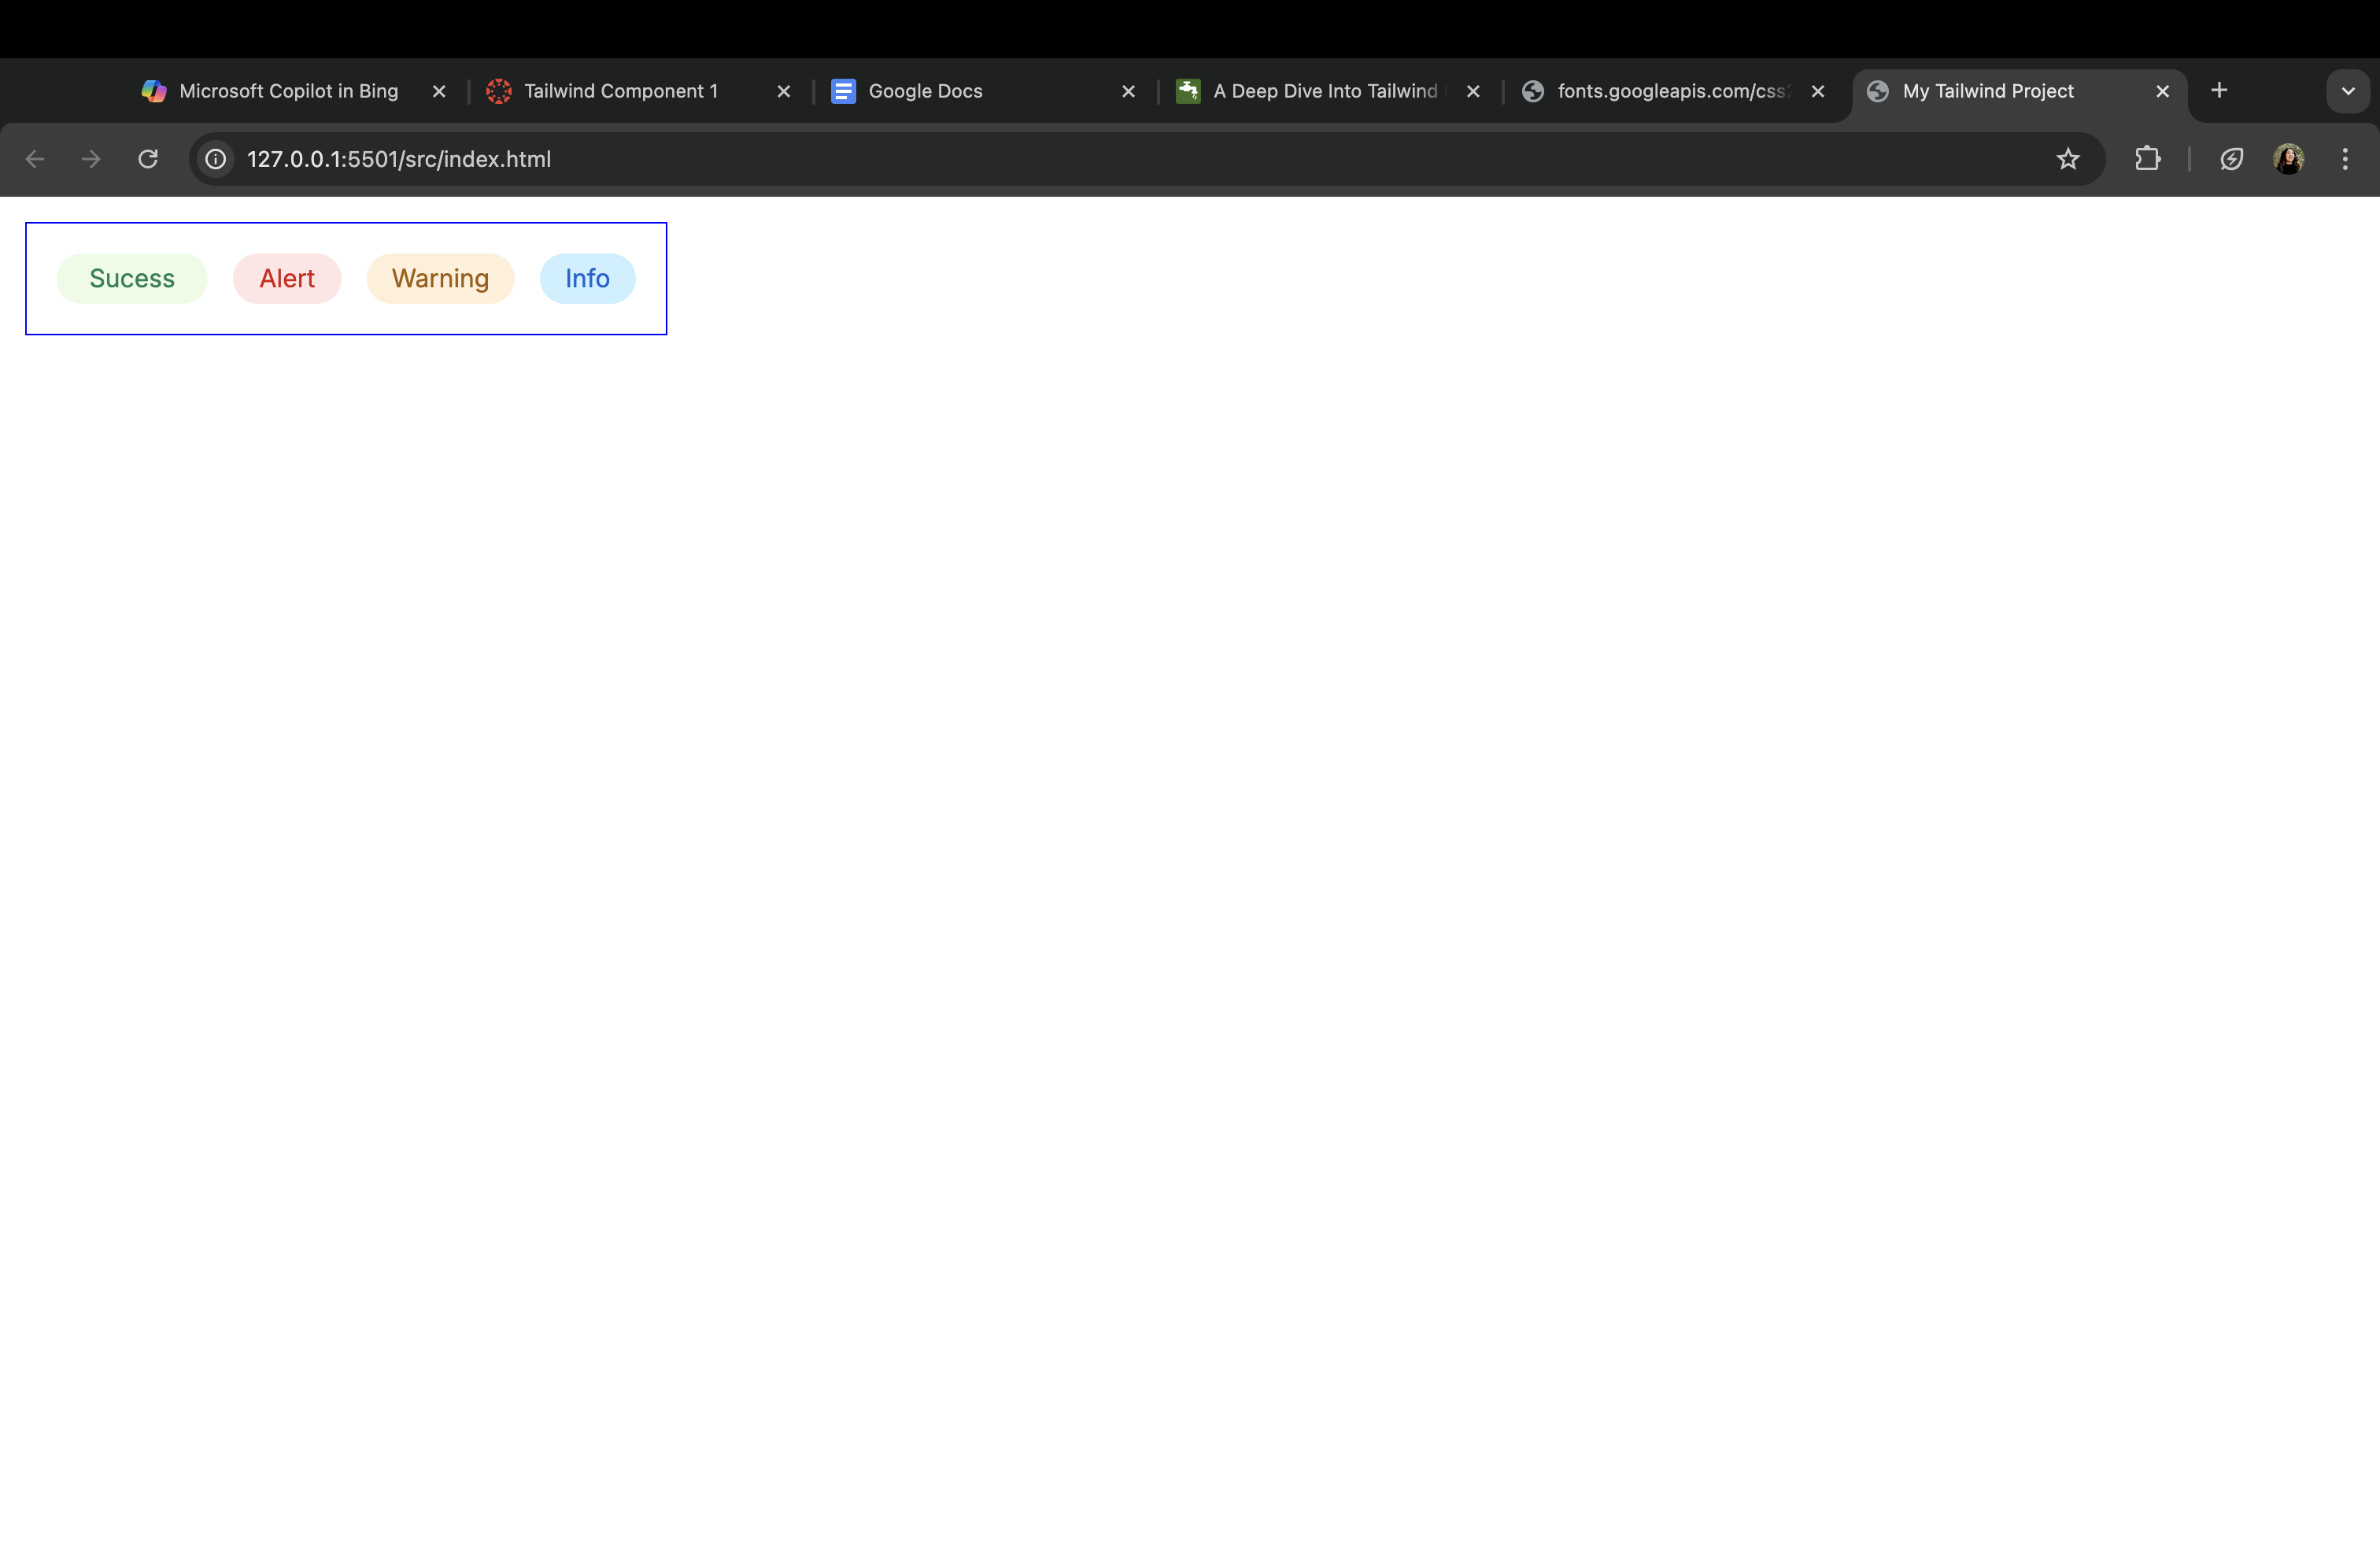 Microsoft Copilot in Bing
Tailwind Component 1
Google Docs
A Deep Dive Into Tailwind
fonts.googleapis.com/css
My Tailwind Project
127.0.0.1:5501/src/index.html
Sucess
Alert
Warning
Info